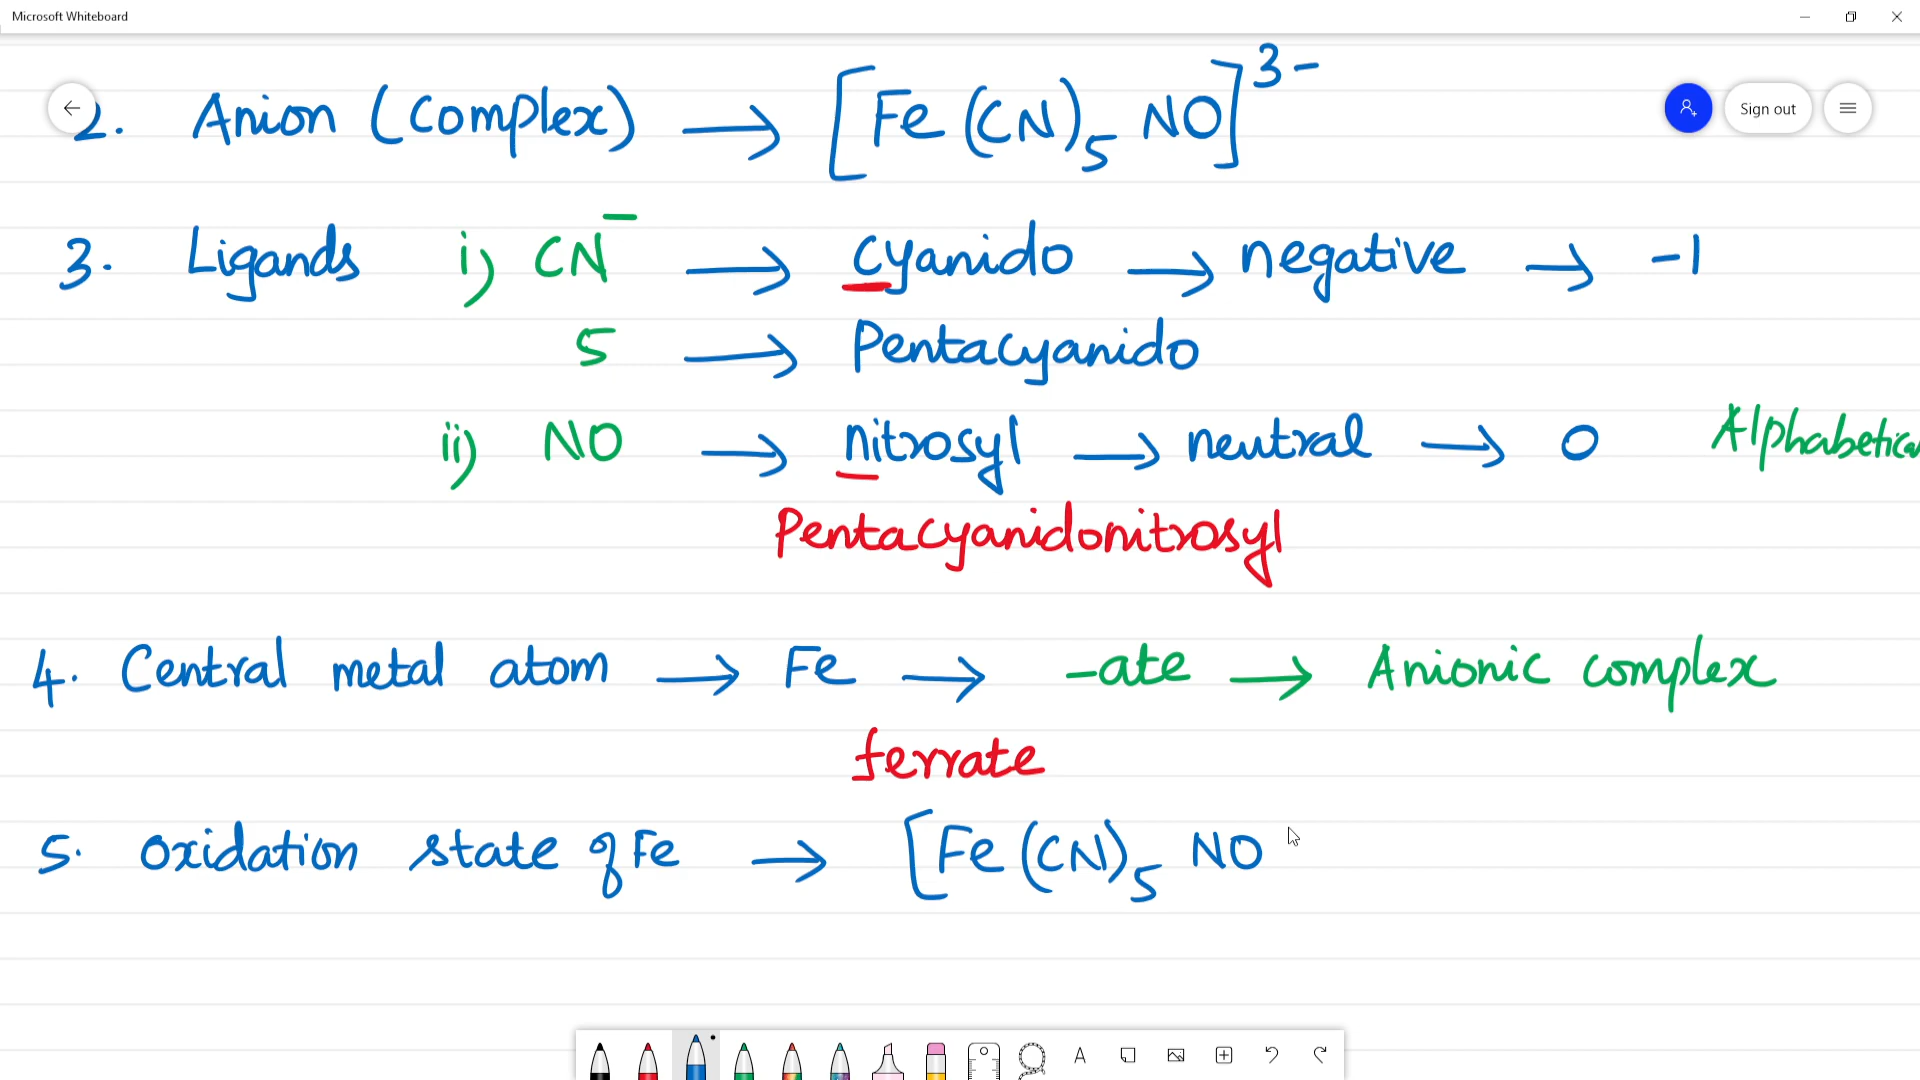 Microsoft Whiteboard
2. Anion (Complex) → [Fe(CN)₅ NO]³⁻
Sign out
3. Ligands i) CN⁻ → Cyanido → negative → -1
5 → Pentacyanido
ii) NO → nitrosyl → neutral → 0 Alphabetica
Pentacyanidonitrosyl
4. Central metal atom → Fe → -ate → Anionic complex
ferrate
5. Oxidation state of Fe → [Fe(CN)₅ NO